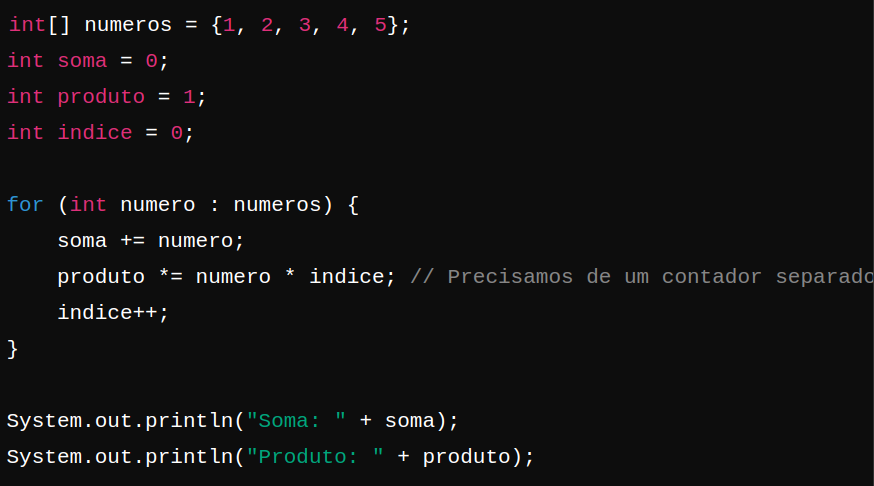 int[] numeros = {1, 2, 3, 4, 5};
int soma = 0;
int produto = 1;
int indice = 0;
for (int numero : numeros) {
soma += numero;
produto *= numero * indice; // Precisamos de um contador separado
indice++;
}
System.out.println("Soma: " + soma);
System.out.println("Produto: " + produto);